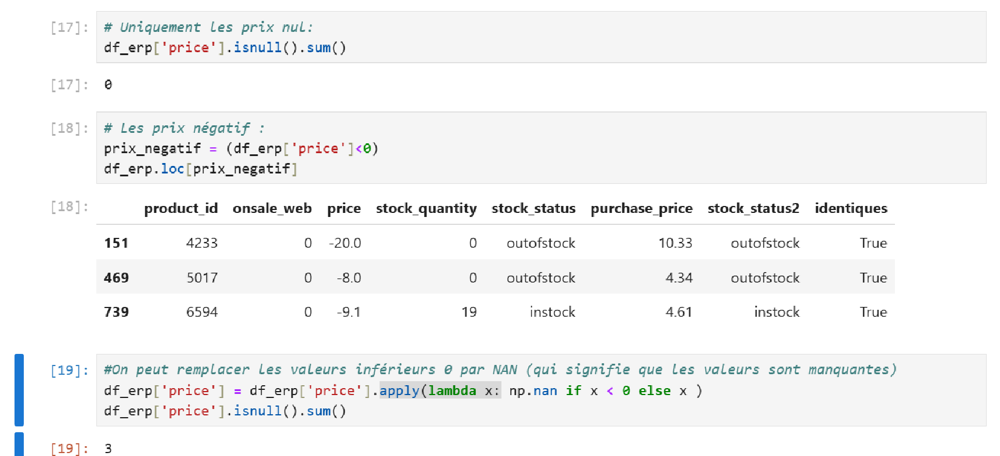 [17]: # Uniquement les prix nul:
df_erp['price'].isnull().sum()
[17]: 0
[18]: # Les prix négatif :
prix_negatif = (df_erp['price']<0)
df_erp.loc[prix_negatif]
[18]: product_id onsale_web price stock_quantity stock_status purchase_price stock_status2 identiques
151 4233 0 -20.0 0 outofstock 10.33 outofstock True
469 5017 0 -8.0 0 outofstock 4.34 outofstock True
739 6594 0 -9.1 19 instock 4.61 instock True
[19]: #On peut remplacer les valeurs inférieurs 0 par NAN (qui signifie que les valeurs sont manquantes)
df_erp['price'] = df_erp['price'].apply(lambda x: np.nan if x < 0 else x )
df_erp['price'].isnull().sum()
[19]: 3